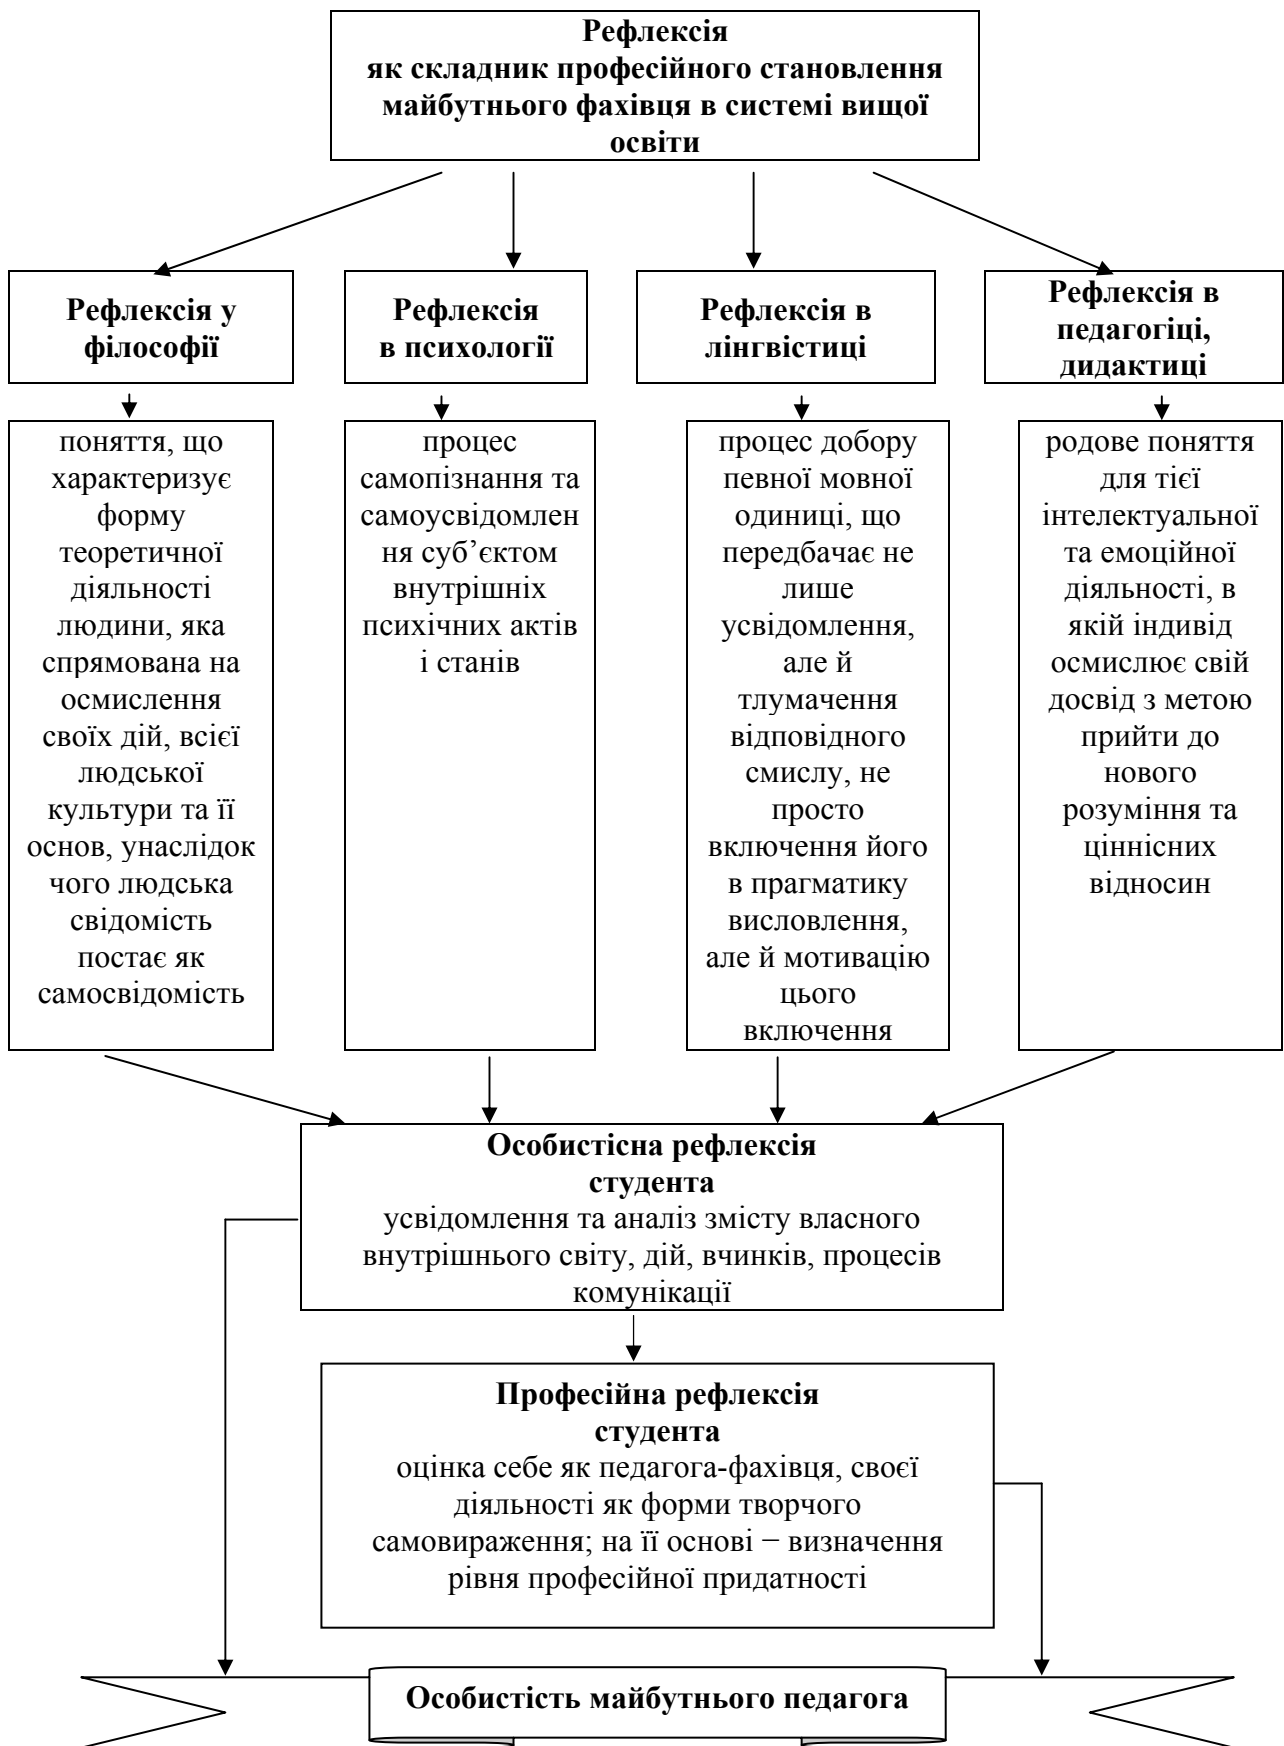 Рефлексія
як складник професійного становлення
майбутнього фахівця в системі вищої
освіти
Рефлексія у
філософії
Рефлексія
в психології
Рефлексія в
лінгвістиці
Рефлексія в
педагогіці,
дидактиці
поняття, що
характеризує
форму
теоретичної
діяльності
людини, яка
спрямована на
осмислення
своїх дій, всієї
людської
культури та її
основ, унаслідок
чого людська
свідомість
постає як
самосвідомість
процес
самопізнання та
самоусвідомлен
ня суб’єктом
внутрішніх
психічних актів
і станів
процес добору
певної мовної
одиниці, що
передбачає не
лише
усвідомлення,
але й
тлумачення
відповідного
смислу, не
просто
включення його
в прагматику
висловлення,
але й мотивацію
цього
включення
родове поняття
для тієї
інтелектуальної
та емоційної
діяльності, в
якій індивід
осмислює свій
досвід з метою
прийти до
нового
розуміння та
ціннісних
відносин
Особистісна рефлексія
студента
усвідомлення та аналіз змісту власного
внутрішнього світу, дій, вчинків, процесів
комунікації
Професійна рефлексія
студента
оцінка себе як педагога-фахівця, своєї
діяльності як форми творчого
самовираження; на її основі − визначення
рівня професійної придатності
Особистість майбутнього педагога